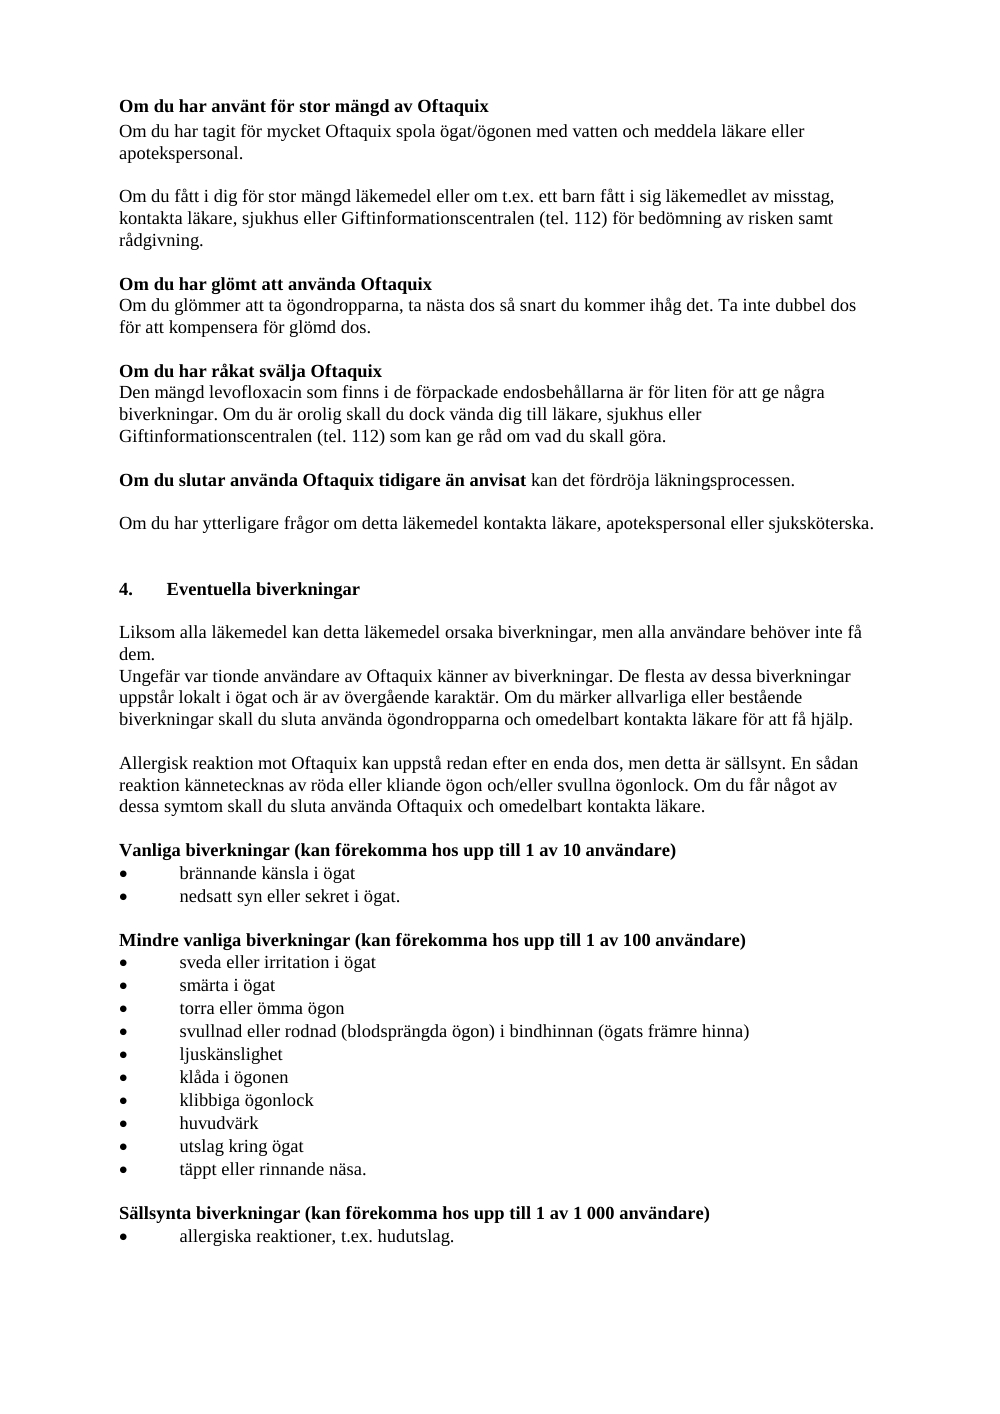 Om du har använt för stor mängd av Oftaquix
Om du har tagit för mycket Oftaquix spola ögat/ögonen med vatten och meddela läkare eller
apotekspersonal.
Om du fått i dig för stor mängd läkemedel eller om t.ex. ett barn fått i sig läkemedlet av misstag,
kontakta läkare, sjukhus eller Giftinformationscentralen (tel. 112) för bedömning av risken samt
rådgivning.
Om du har glömt att använda Oftaquix
Om du glömmer att ta ögondropparna, ta nästa dos så snart du kommer ihåg det. Ta inte dubbel dos
för att kompensera för glömd dos.
Om du har råkat svälja Oftaquix
Den mängd levofloxacin som finns i de förpackade endosbehållarna är för liten för att ge några
biverkningar. Om du är orolig skall du dock vända dig till läkare, sjukhus eller
Giftinformationscentralen (tel. 112) som kan ge råd om vad du skall göra.
Om du slutar använda Oftaquix tidigare än anvisat kan det fördröja läkningsprocessen.
Om du har ytterligare frågor om detta läkemedel kontakta läkare, apotekspersonal eller sjuksköterska.
4. Eventuella biverkningar
Liksom alla läkemedel kan detta läkemedel orsaka biverkningar, men alla användare behöver inte få
dem.
Ungefär var tionde användare av Oftaquix känner av biverkningar. De flesta av dessa biverkningar
uppstår lokalt i ögat och är av övergående karaktär. Om du märker allvarliga eller bestående
biverkningar skall du sluta använda ögondropparna och omedelbart kontakta läkare för att få hjälp.
Allergisk reaktion mot Oftaquix kan uppstå redan efter en enda dos, men detta är sällsynt. En sådan
reaktion kännetecknas av röda eller kliande ögon och/eller svullna ögonlock. Om du får något av
dessa symtom skall du sluta använda Oftaquix och omedelbart kontakta läkare.
Vanliga biverkningar (kan förekomma hos upp till 1 av 10 användare)
• brännande känsla i ögat
• nedsatt syn eller sekret i ögat.
Mindre vanliga biverkningar (kan förekomma hos upp till 1 av 100 användare)
• sveda eller irritation i ögat
• smärta i ögat
• torra eller ömma ögon
• svullnad eller rodnad (blodsprängda ögon) i bindhinnan (ögats främre hinna)
• ljuskänslighet
• klåda i ögonen
• klibbiga ögonlock
• huvudvärk
• utslag kring ögat
• täppt eller rinnande näsa.
Sällsynta biverkningar (kan förekomma hos upp till 1 av 1 000 användare)
• allergiska reaktioner, t.ex. hudutslag.